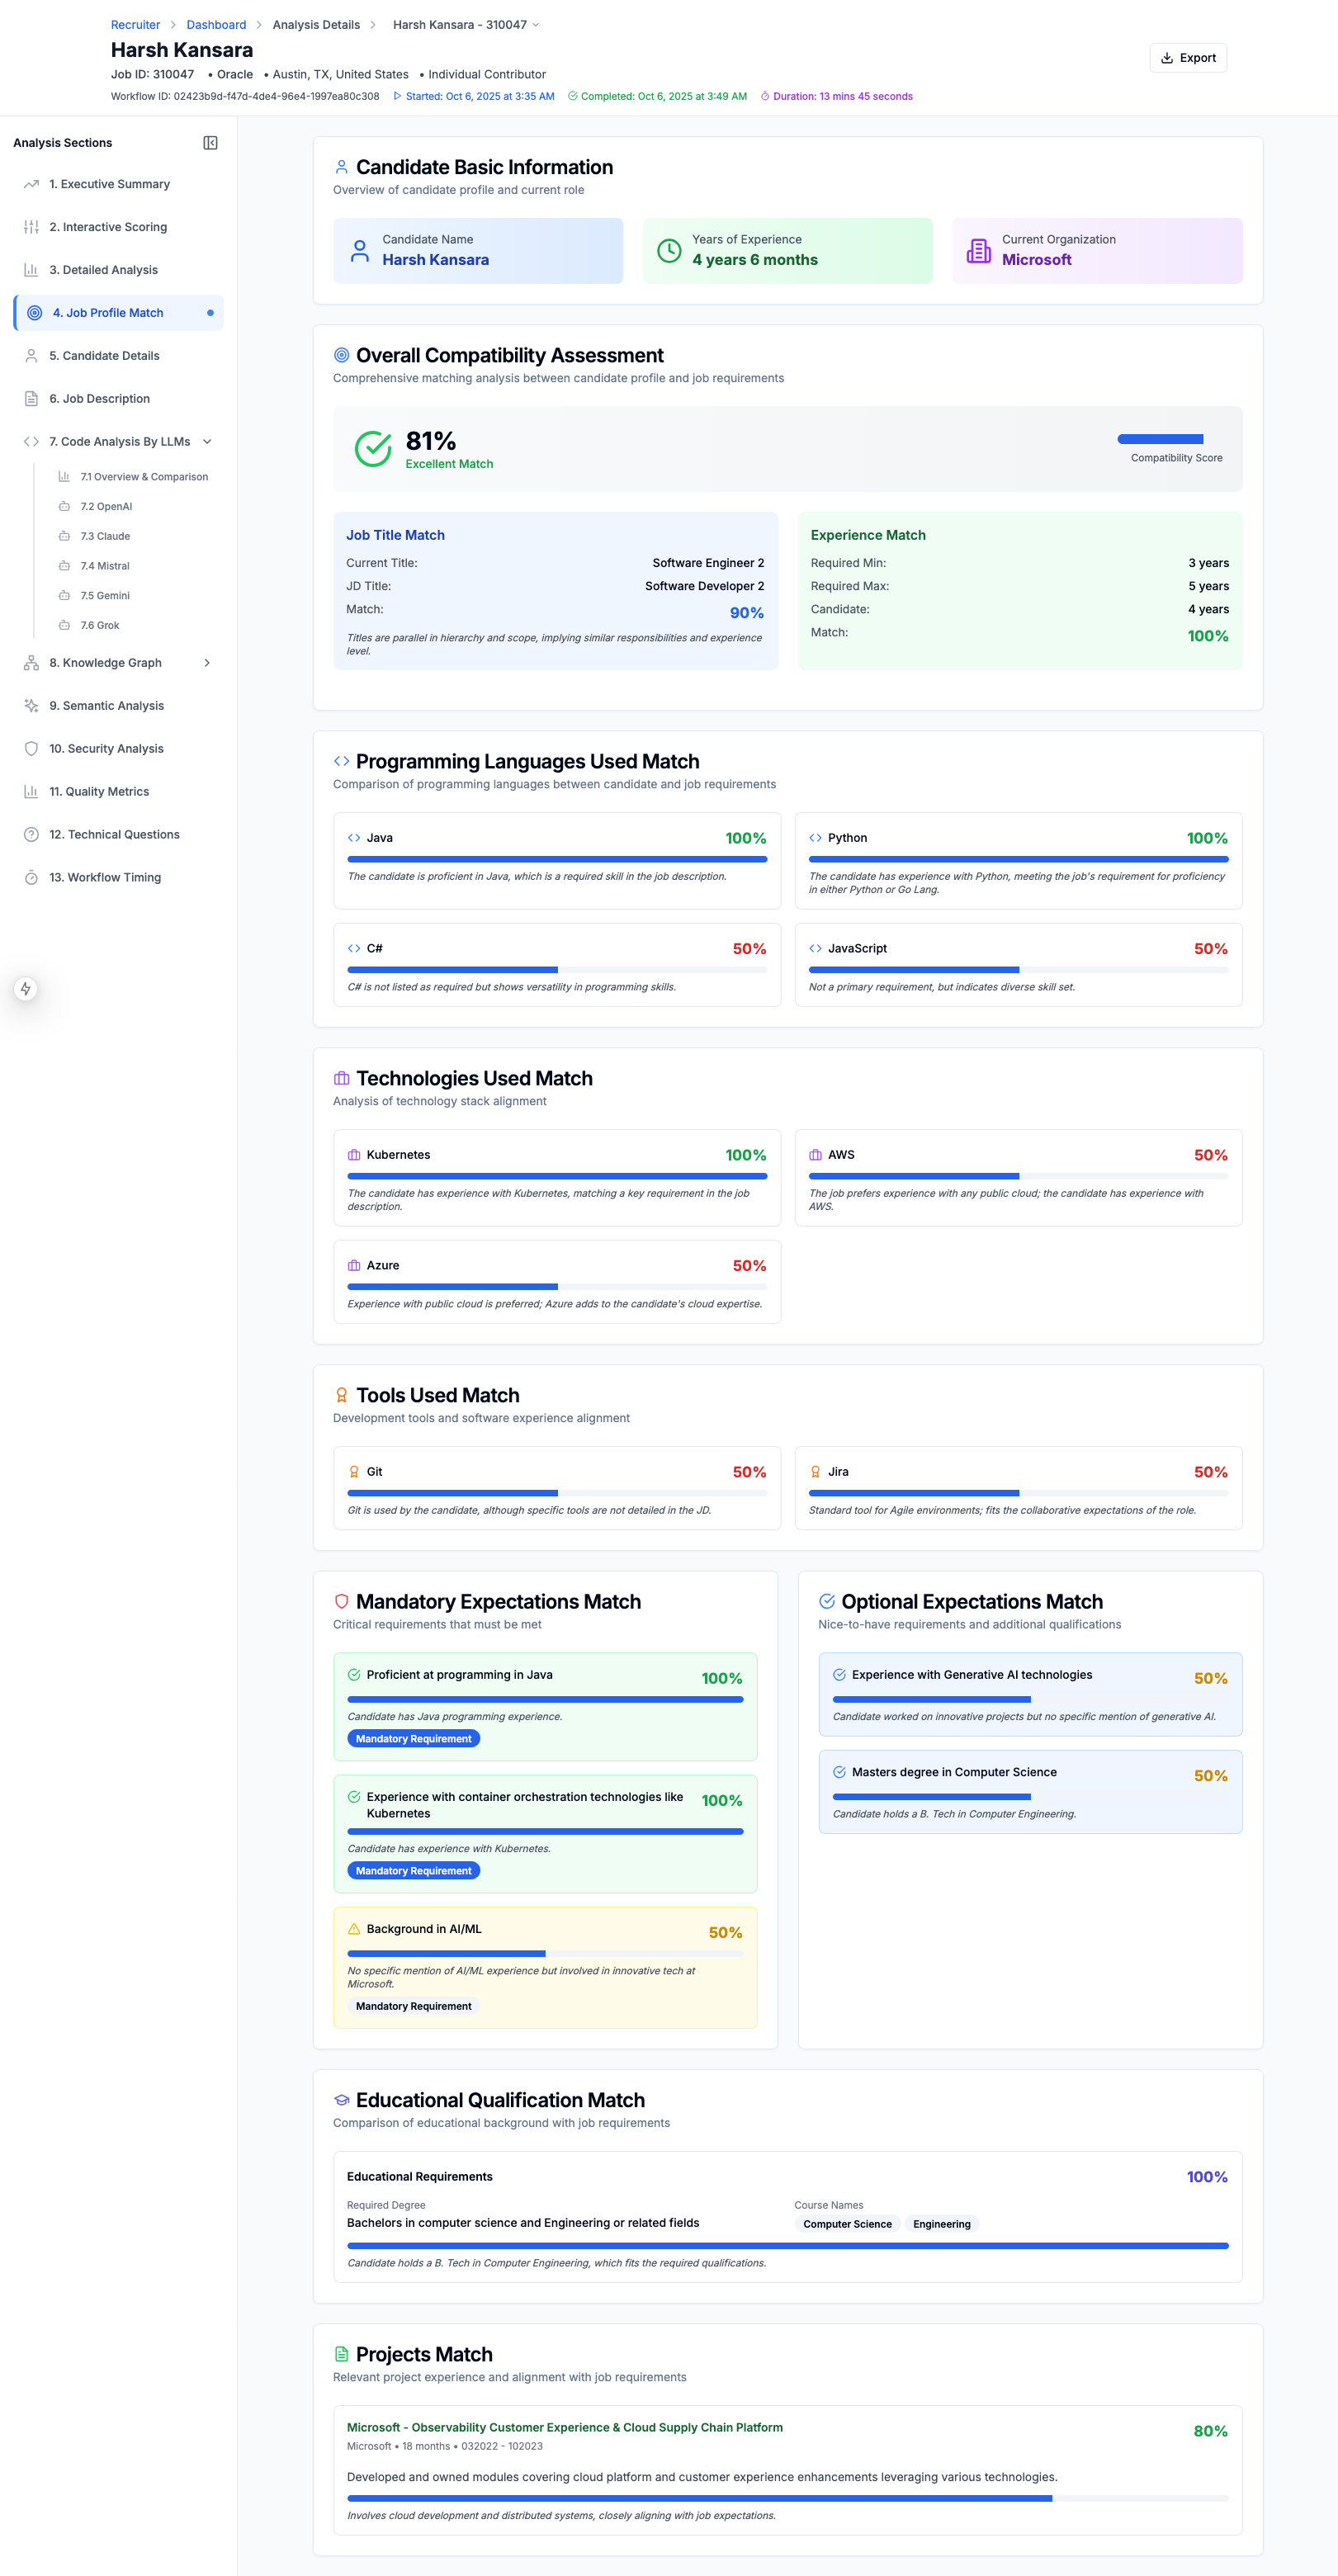 Recruiter > Dashboard > Analysis Details > Harsh Kansara - 310047
Harsh Kansara
Job ID: 310047 • Oracle • Austin, TX, United States • Individual Contributor
Workflow ID: 02423b9d-f47d-4de4-96e4-1997ea80c308 Started: Oct 6, 2025 at 3:35 AM Completed: Oct 6, 2025 at 3:49 AM Duration: 13 mins 45 seconds
Export
Analysis Sections
1. Executive Summary
2. Interactive Scoring
3. Detailed Analysis
4. Job Profile Match
5. Candidate Details
6. Job Description
7. Code Analysis By LLMs
7.1 Overview & Comparison
7.2 OpenAI
7.3 Claude
7.4 Mistral
7.5 Gemini
7.6 Grok
8. Knowledge Graph
9. Semantic Analysis
10. Security Analysis
11. Quality Metrics
12. Technical Questions
13. Workflow Timing
Candidate Basic Information
Overview of candidate profile and current role
Candidate Name
Harsh Kansara
Years of Experience
4 years 6 months
Current Organization
Microsoft
Overall Compatibility Assessment
Comprehensive matching analysis between candidate profile and job requirements
81%
Excellent Match
Compatibility Score
Job Title Match
Current Title: Software Engineer 2
JD Title: Software Developer 2
Match: 90%
Titles are parallel in hierarchy and scope, implying similar responsibilities and experience
level.
Experience Match
Required Min: 3 years
Required Max: 5 years
Candidate: 4 years
Match: 100%
Programming Languages Used Match
Comparison of programming languages between candidate and job requirements
Java 100%
The candidate is proficient in Java, which is a required skill in the job description.
Python 100%
The candidate has experience with Python, meeting the job's requirement for proficiency
in either Python or Go Lang.
C# 50%
C# is not listed as required but shows versatility in programming skills.
JavaScript 50%
Not a primary requirement, but indicates diverse skill set.
Technologies Used Match
Analysis of technology stack alignment
Kubernetes 100%
The candidate has experience with Kubernetes, matching a key requirement in the job
description.
AWS 50%
The job prefers experience with any public cloud; the candidate has experience with
AWS.
Azure 50%
Experience with public cloud is preferred; Azure adds to the candidate's cloud expertise.
Tools Used Match
Development tools and software experience alignment
Git 50%
Git is used by the candidate, although specific tools are not detailed in the JD.
Jira 50%
Standard tool for Agile environments; fits the collaborative expectations of the role.
Mandatory Expectations Match
Critical requirements that must be met
Proficient at programming in Java 100%
Candidate has Java programming experience.
Mandatory Requirement
Experience with container orchestration technologies like 100%
Kubernetes
Candidate has experience with Kubernetes.
Mandatory Requirement
Background in AI/ML 50%
No specific mention of AI/ML experience but involved in innovative tech at
Microsoft.
Mandatory Requirement
Optional Expectations Match
Nice-to-have requirements and additional qualifications
Experience with Generative AI technologies 50%
Candidate worked on innovative projects but no specific mention of generative AI.
Masters degree in Computer Science 50%
Candidate holds a B. Tech in Computer Engineering.
Educational Qualification Match
Comparison of educational background with job requirements
Educational Requirements 100%
Required Degree
Bachelors in computer science and Engineering or related fields
Course Names
Computer Science Engineering
Candidate holds a B. Tech in Computer Engineering, which fits the required qualifications.
Projects Match
Relevant project experience and alignment with job requirements
Microsoft - Observability Customer Experience & Cloud Supply Chain Platform 80%
Microsoft • 18 months • 032022 - 102023
Developed and owned modules covering cloud platform and customer experience enhancements leveraging various technologies.
Involves cloud development and distributed systems, closely aligning with job expectations.